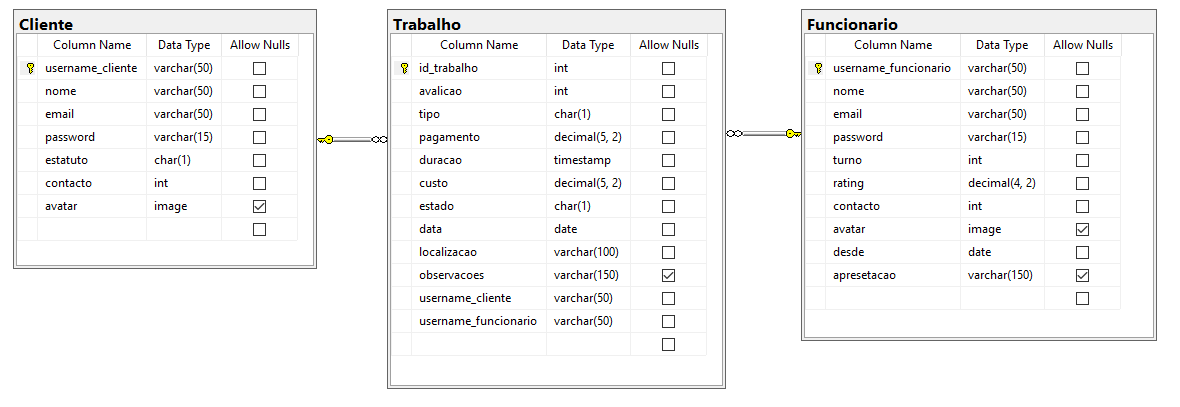 Cliente
Column Name Data Type Allow Nulls
username_cliente varchar(50)
nome varchar(50)
email varchar(50)
password varchar(15)
estatuto char(1)
contacto int
avatar image
Trabalho
Column Name Data Type Allow Nulls
id_trabalho int
avalicao int
tipo char(1)
pagamento decimal(5, 2)
duracao timestamp
custo decimal(5, 2)
estado char(1)
data date
localizacao varchar(100)
observacoes varchar(150)
username_cliente varchar(50)
username_funcionario varchar(50)
Funcionario
Column Name Data Type Allow Nulls
username_funcionario varchar(50)
nome varchar(50)
email varchar(50)
password varchar(15)
turno int
rating decimal(4, 2)
contacto int
avatar image
desde date
apresetacao varchar(150)